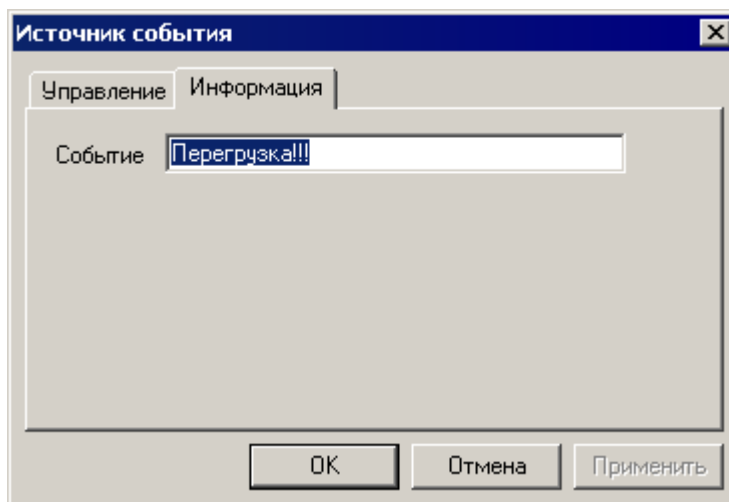 Источник события
Управление Информация
Событие Перегрузка!!!
OK Отмена Применить